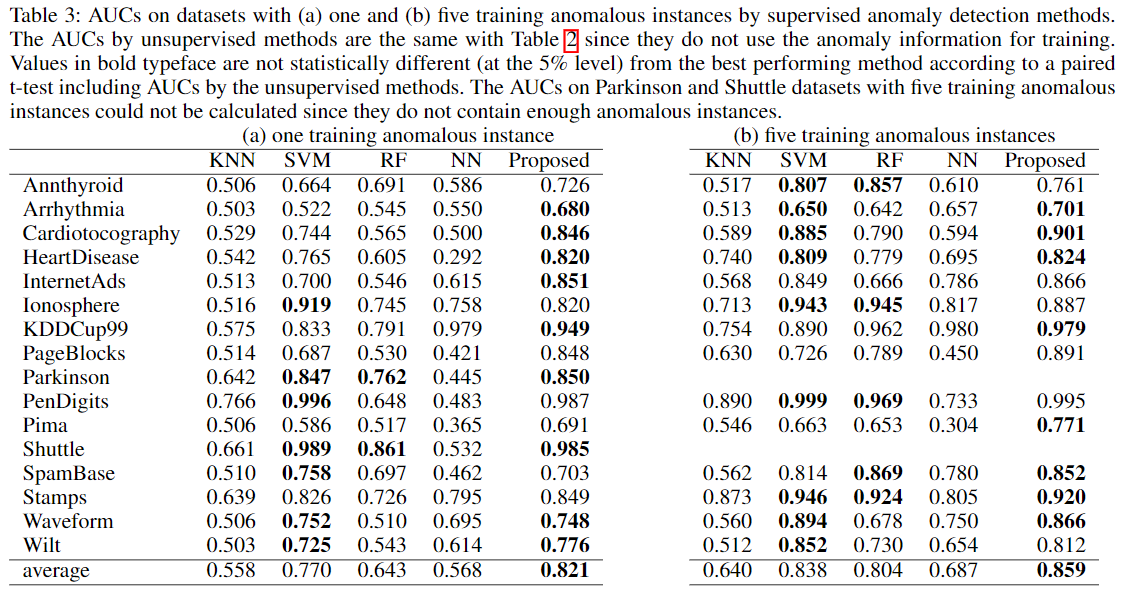 Table 3: AUCs on datasets with (a) one and (b) five training anomalous instances by supervised anomaly detection methods.
The AUCs by unsupervised methods are the same with Table 2 since they do not use the anomaly information for training.
Values in bold typeface are not statistically different (at the 5% level) from the best performing method according to a paired
t-test including AUCs by the unsupervised methods. The AUCs on Parkinson and Shuttle datasets with five training anomalous
instances could not be calculated since they do not contain enough anomalous instances.
(a) one training anomalous instance (b) five training anomalous instances
KNN SVM RF NN Proposed KNN SVM RF NN Proposed
Annthyroid 0.506 0.664 0.691 0.586 0.726 0.517 0.807 0.857 0.610 0.761
Arrhythmia 0.503 0.522 0.545 0.550 0.680 0.513 0.650 0.642 0.657 0.701
Cardiotocography 0.529 0.744 0.565 0.500 0.846 0.589 0.885 0.790 0.594 0.901
HeartDisease 0.542 0.765 0.605 0.292 0.820 0.740 0.809 0.779 0.695 0.824
InternetAds 0.513 0.700 0.546 0.615 0.851 0.568 0.849 0.666 0.786 0.866
Ionosphere 0.516 0.919 0.745 0.758 0.820 0.713 0.943 0.945 0.817 0.887
KDDCup99 0.575 0.833 0.791 0.979 0.949 0.754 0.890 0.962 0.980 0.979
PageBlocks 0.514 0.687 0.530 0.421 0.848 0.630 0.726 0.789 0.450 0.891
Parkinson 0.642 0.847 0.762 0.445 0.850
PenDigits 0.766 0.996 0.648 0.483 0.987 0.890 0.999 0.969 0.733 0.995
Pima 0.506 0.586 0.517 0.365 0.691 0.546 0.663 0.653 0.304 0.771
Shuttle 0.661 0.989 0.861 0.532 0.985
SpamBase 0.510 0.758 0.697 0.462 0.703 0.562 0.814 0.869 0.780 0.852
Stamps 0.639 0.826 0.726 0.795 0.849 0.873 0.946 0.924 0.805 0.920
Waveform 0.506 0.752 0.510 0.695 0.748 0.560 0.894 0.678 0.750 0.866
Wilt 0.503 0.725 0.543 0.614 0.776 0.512 0.852 0.730 0.654 0.812
average 0.558 0.770 0.643 0.568 0.821 0.640 0.838 0.804 0.687 0.859